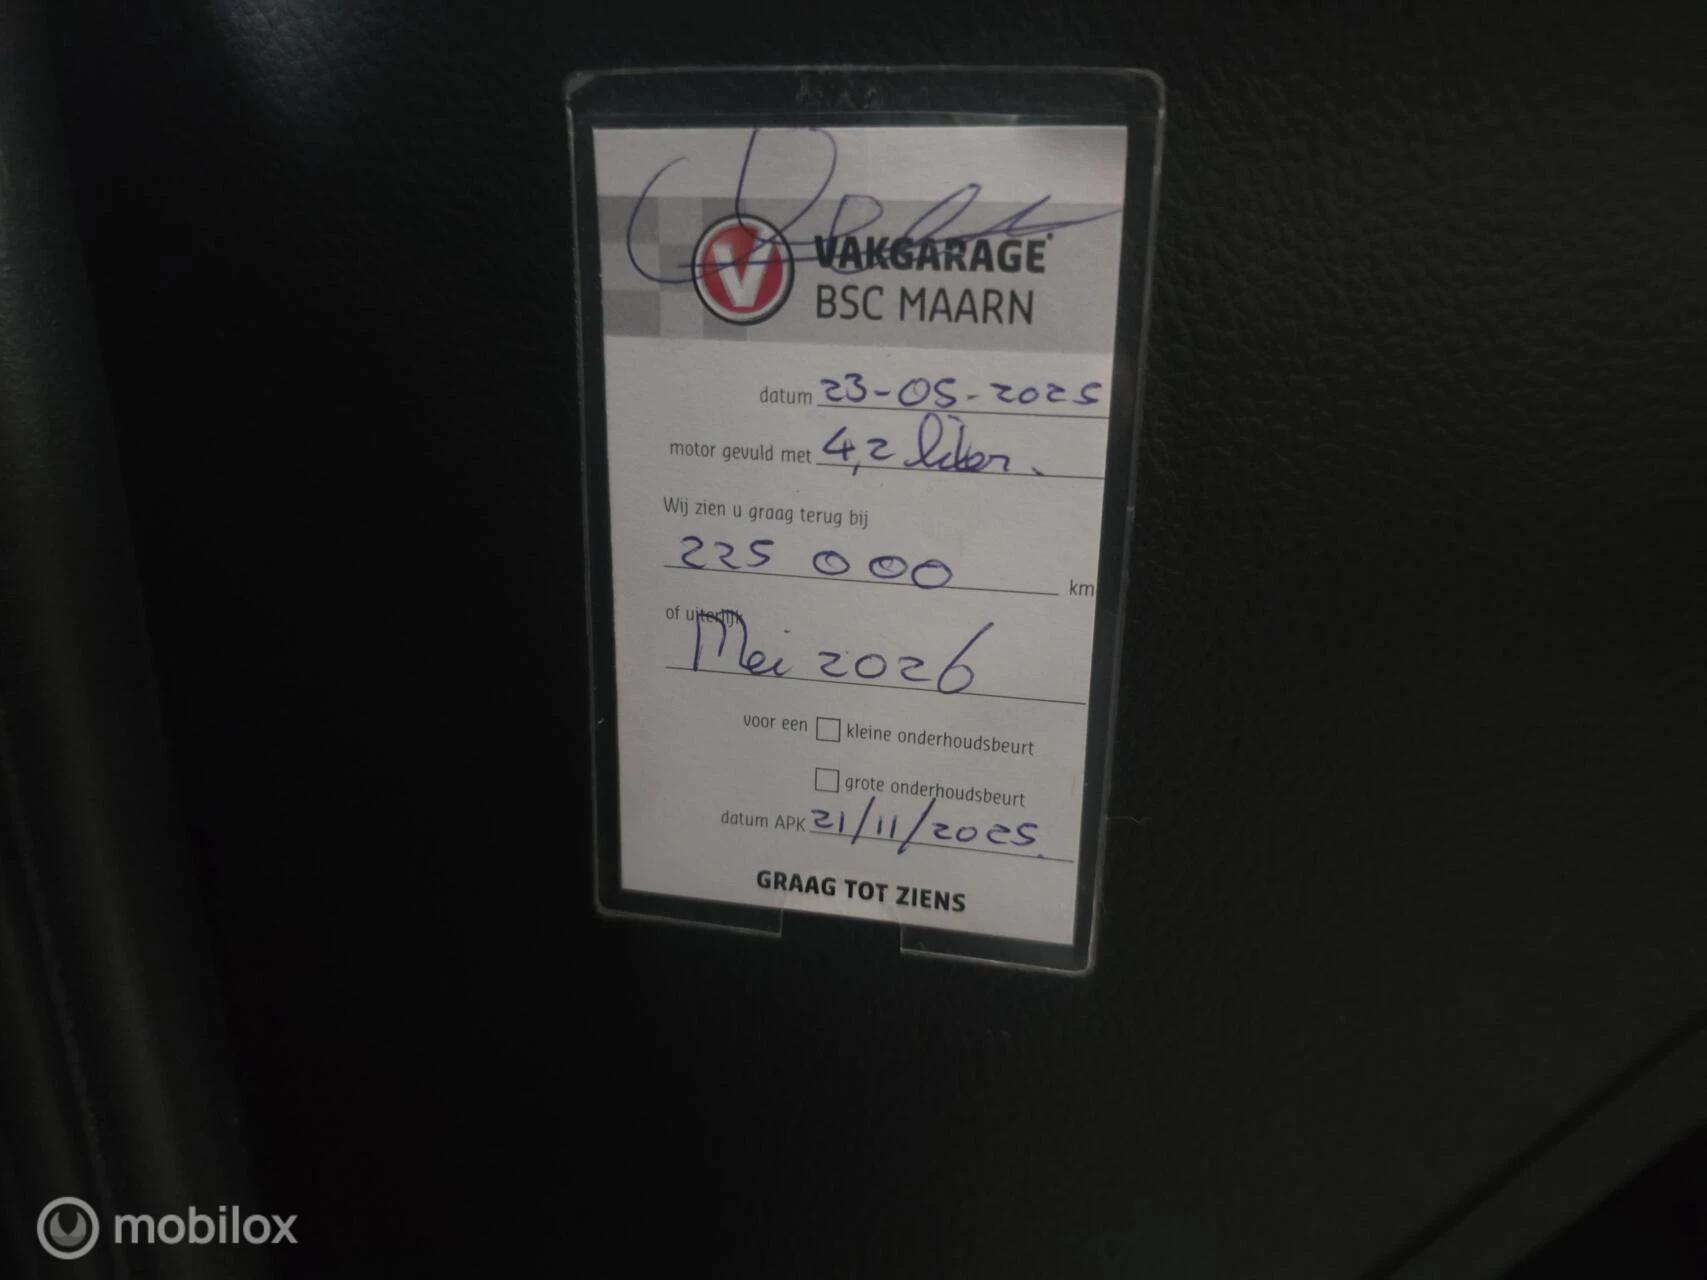 VAKGARAGE
BSC MAARN
datum 23-05-2025
motor gevuld met 4,2 liter.
Wij zien u graag terug bij
225 000 km
of uiterlijk
Mei 2026
voor een kleine onderhoudsbeurt
grote onderhoudsbeurt
datum APK 21/11/2025.
GRAAG TOT ZIENS
mobilox